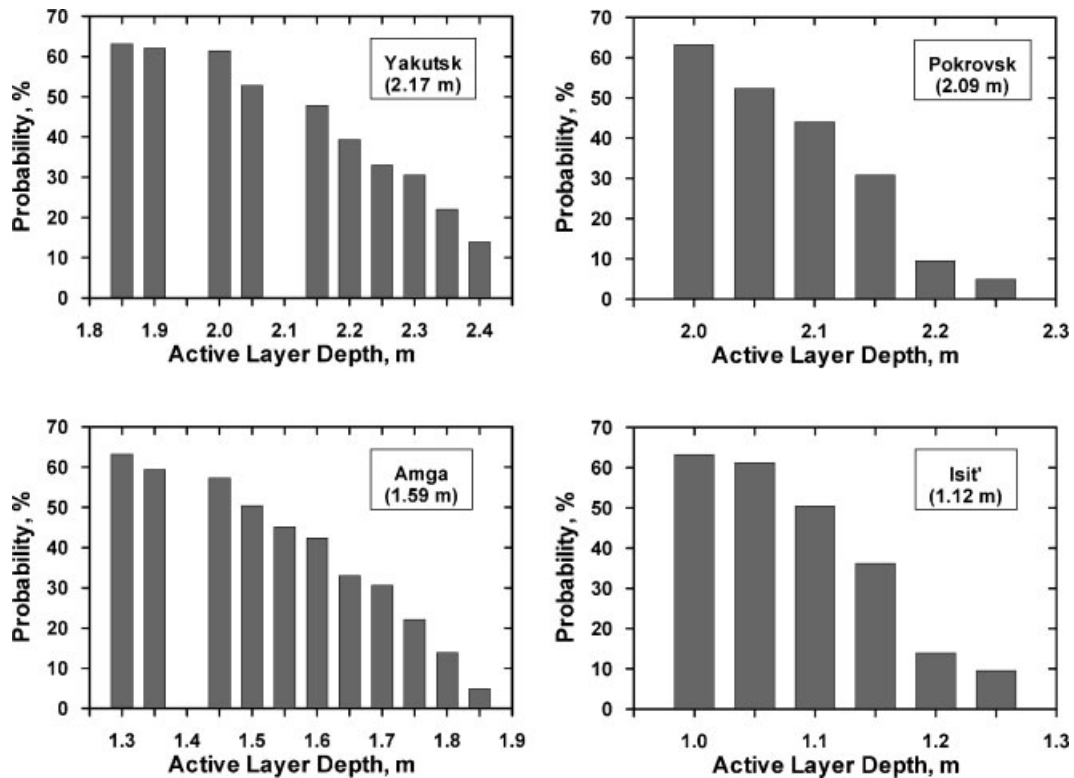 70
60
50
40
30
20
10
0
Probability, %
Yakutsk
(2.17 m)
1.8 1.9 2.0 2.1 2.2 2.3 2.4
Active Layer Depth, m
70
60
50
40
30
20
10
0
Probability, %
Pokrovsk
(2.09 m)
2.0 2.1 2.2 2.3
Active Layer Depth, m
70
60
50
40
30
20
10
0
Probability, %
Amga
(1.59 m)
1.3 1.4 1.5 1.6 1.7 1.8 1.9
Active Layer Depth, m
70
60
50
40
30
20
10
0
Probability, %
Isit'
(1.12 m)
1.0 1.1 1.2 1.3
Active Layer Depth, m